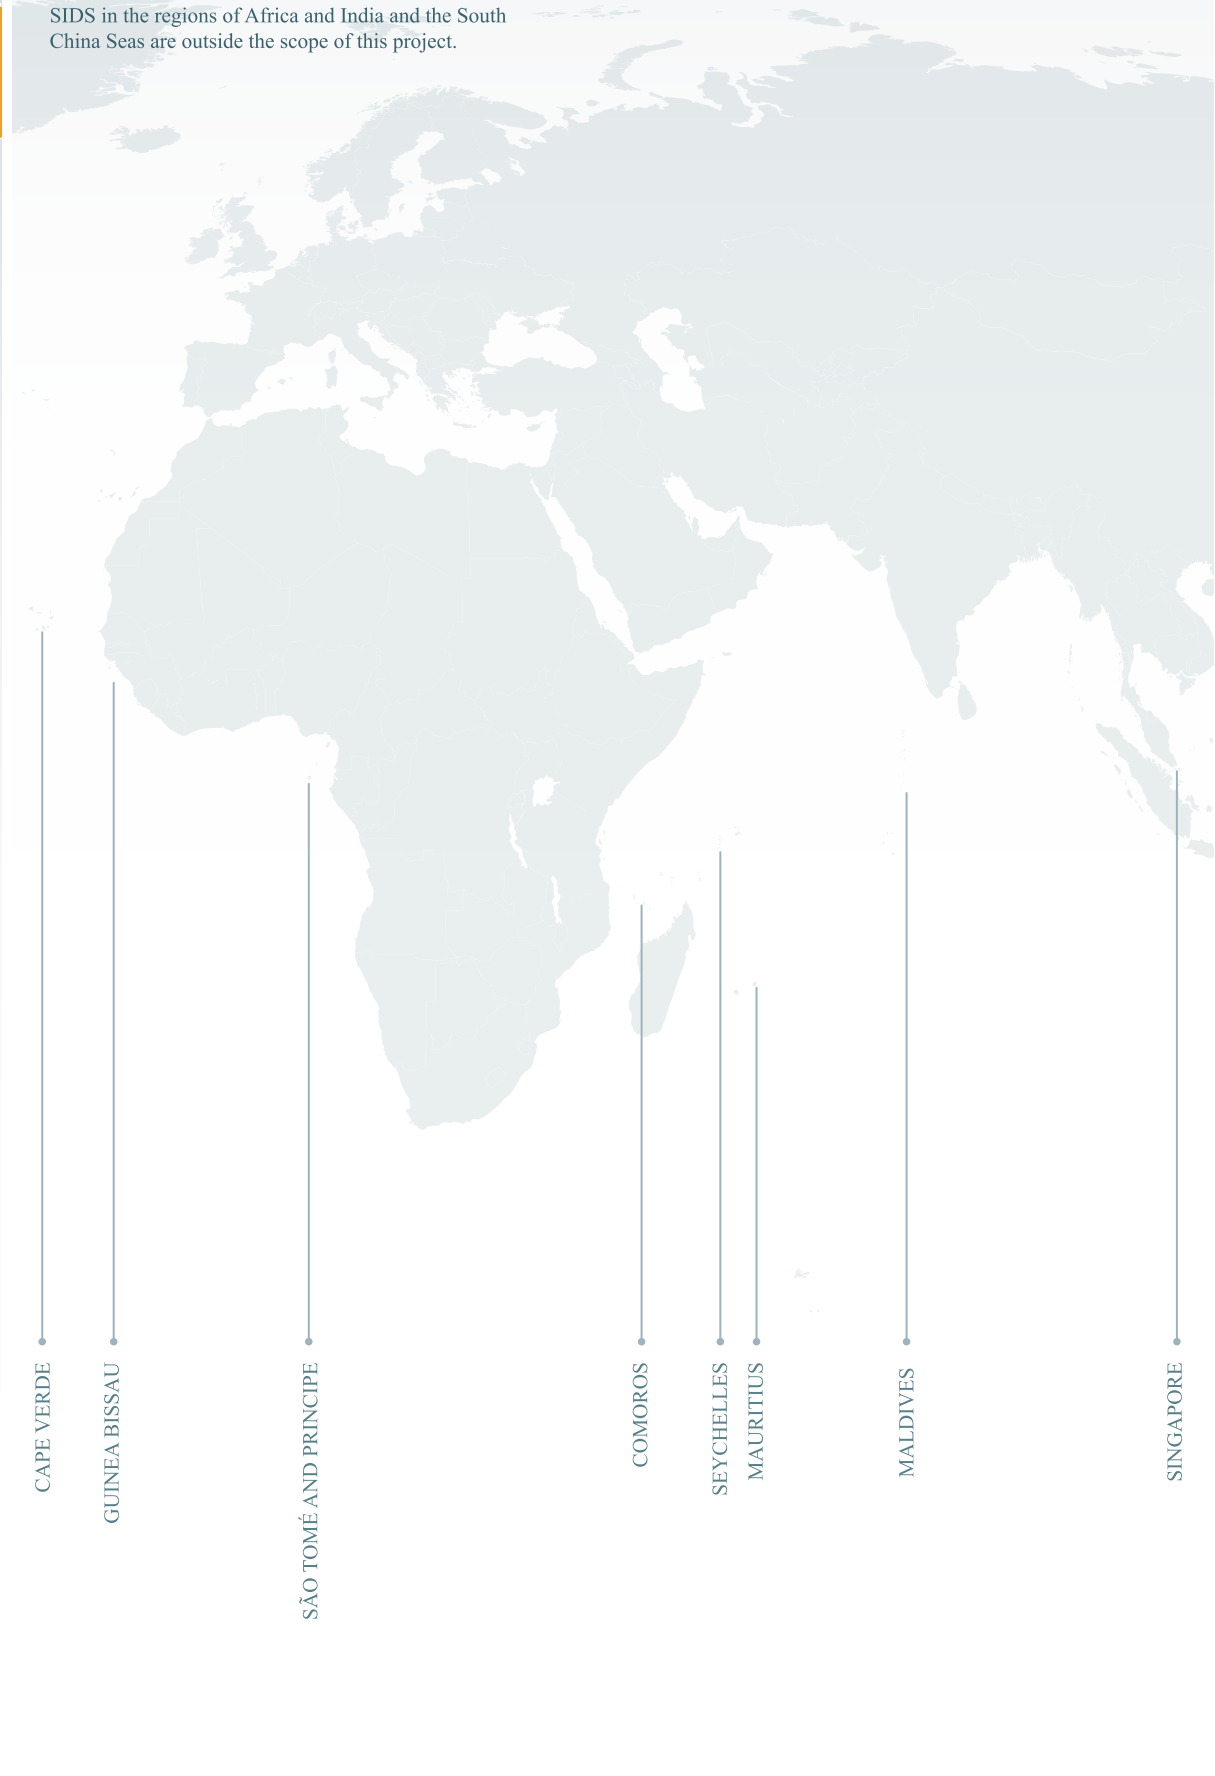 SIDS in the regions of Africa and India and the South
China Seas are outside the scope of this project.
CAPE VERDE
GUINEA BISSAU
SÃO TOMÉ AND PRINCIPE
COMOROS
SEYCHELLES
MAURITIUS
MALDIVES
SINGAPORE